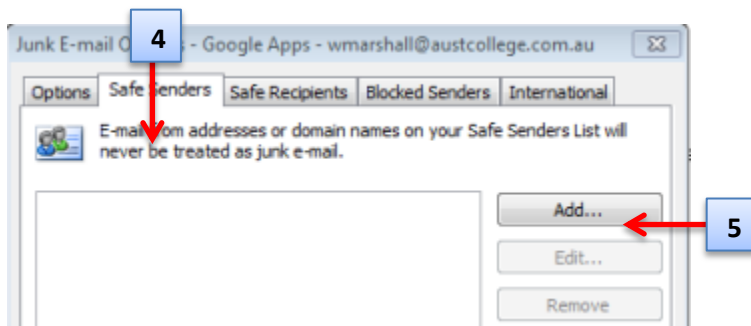 4
Junk E-mail O s - Google Apps - wmarshall@austcollege.com.au
Options Safe Senders Safe Recipients Blocked Senders International
E-mail from addresses or domain names on your Safe Senders List will
never be treated as junk e-mail.
Add...
5
Edit...
Remove